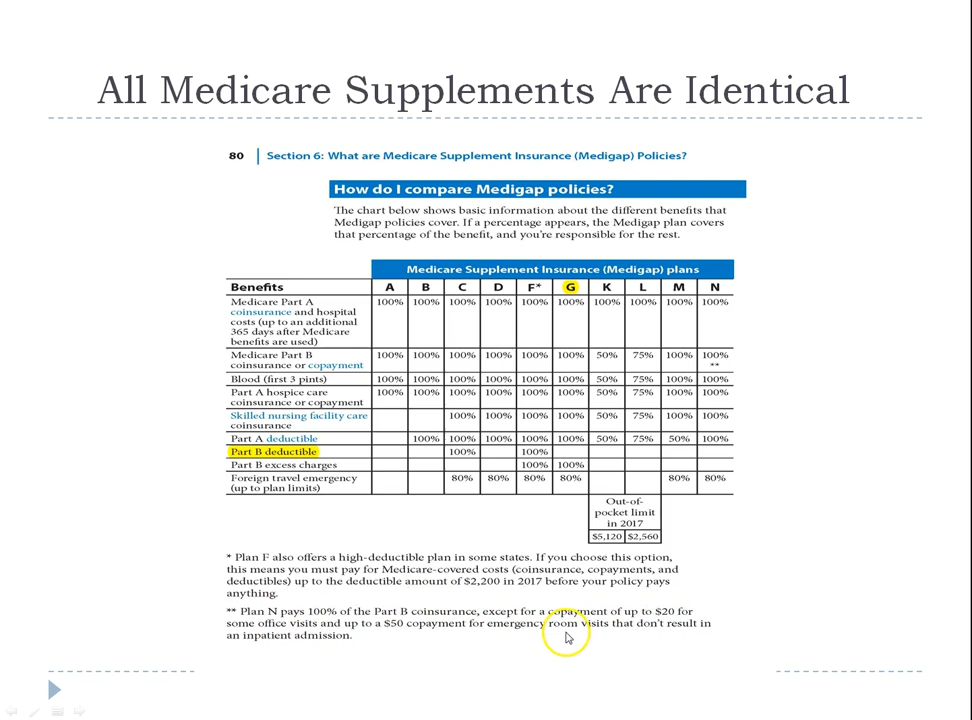 All Medicare Supplements Are Identical
80 Section 6: What are Medicare Supplement Insurance (Medigap) Policies?
How do I compare Medigap policies?
The chart below shows basic information about the different benefits that
Medigap policies cover. If a percentage appears, the Medigap plan covers
that percentage of the benefit, and you're responsible for the rest.
Medicare Supplement Insurance (Medigap) plans
Benefits A B C D F* G K L M N
Medicare Part A 100% 100% 100% 100% 100% 100% 100% 100% 100% 100%
coinsurance and hospital
costs (up to an additional
365 days after Medicare
benefits are used)
Medicare Part B 100% 100% 100% 100% 100% 100% 50% 75% 100% 100%
coinsurance or copayment **
Blood (first 3 pints) 100% 100% 100% 100% 100% 100% 50% 75% 100% 100%
Part A hospice care 100% 100% 100% 100% 100% 100% 50% 75% 100% 100%
coinsurance or copayment
Skilled nursing facility care 100% 100% 100% 100% 50% 75% 100% 100%
coinsurance
Part A deductible 100% 100% 100% 100% 100% 50% 75% 50% 100%
Part B deductible 100% 100%
Part B excess charges 100% 100%
Foreign travel emergency 80% 80% 80% 80% 80% 80%
(up to plan limits)
Out-of-
pocket limit
in 2017
$5,120 $2,560
* Plan F also offers a high-deductible plan in some states. If you choose this option,
this means you must pay for Medicare-covered costs (coinsurance, copayments, and
deductibles) up to the deductible amount of $2,200 in 2017 before your policy pays
anything.
** Plan N pays 100% of the Part B coinsurance, except for a copayment of up to $20 for
some office visits and up to a $50 copayment for emergency room visits that don't result in
an inpatient admission.